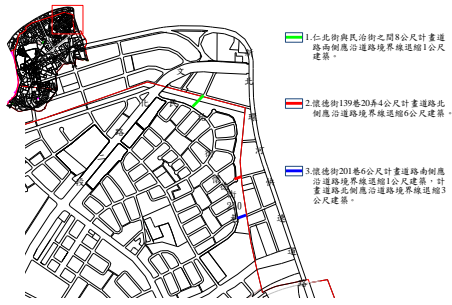 1.仁北街與民治街之間8公尺計畫道
路兩側應沿道路境界線退縮1公尺
建築。
2.懷德街139巷20弄4公尺計畫道路北
側應沿道路境界線退縮6公尺建築。
3.懷德街201巷6公尺計畫道路南側應
沿道路境界線退縮1公尺建築，計
畫道路北側應沿道路境界線退縮3
公尺建築。